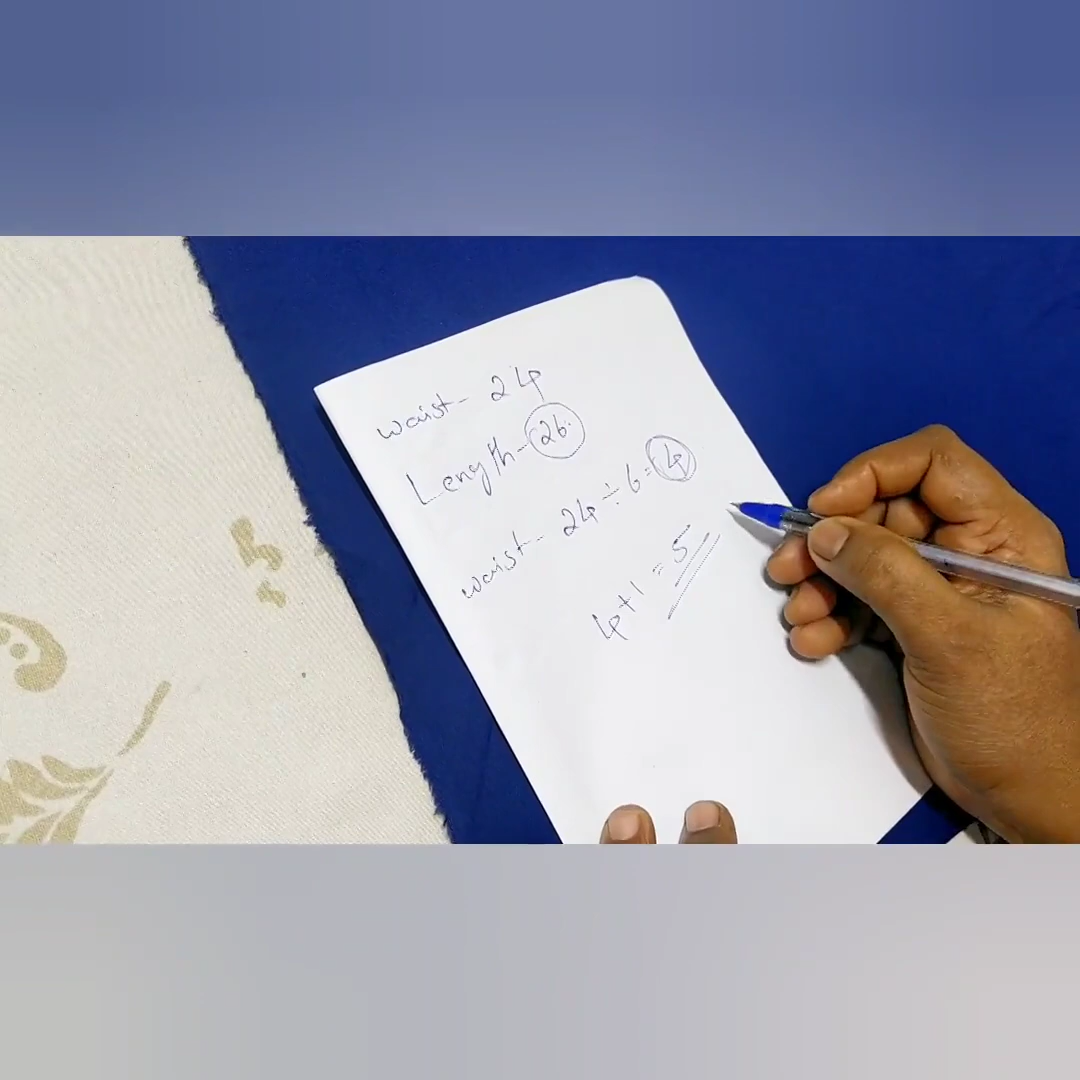 waist - 24
Length - 26
waist - 24 ÷ 6 = 4
4+1 = 5